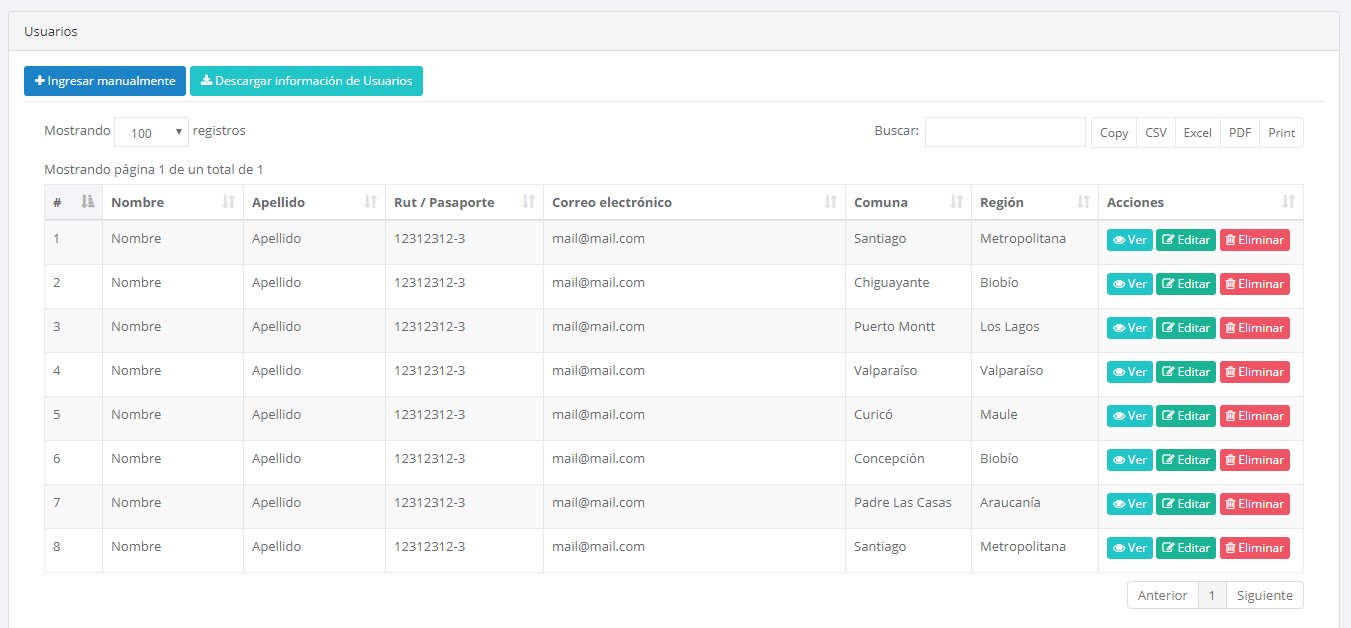 Usuarios
Ingresar manualmente Descargar información de Usuarios
Mostrando 100 registros Buscar: Copy CSV Excel PDF Print
Mostrando página 1 de un total de 1
# Nombre Apellido Rut / Pasaporte Correo electrónico Comuna Región Acciones
1 Nombre Apellido 12312312-3 mail@mail.com Santiago Metropolitana Ver Editar Eliminar
2 Nombre Apellido 12312312-3 mail@mail.com Chiguayante Biobío Ver Editar Eliminar
3 Nombre Apellido 12312312-3 mail@mail.com Puerto Montt Los Lagos Ver Editar Eliminar
4 Nombre Apellido 12312312-3 mail@mail.com Valparaíso Valparaíso Ver Editar Eliminar
5 Nombre Apellido 12312312-3 mail@mail.com Curicó Maule Ver Editar Eliminar
6 Nombre Apellido 12312312-3 mail@mail.com Concepción Biobío Ver Editar Eliminar
7 Nombre Apellido 12312312-3 mail@mail.com Padre Las Casas Araucanía Ver Editar Eliminar
8 Nombre Apellido 12312312-3 mail@mail.com Santiago Metropolitana Ver Editar Eliminar
Anterior 1 Siguiente